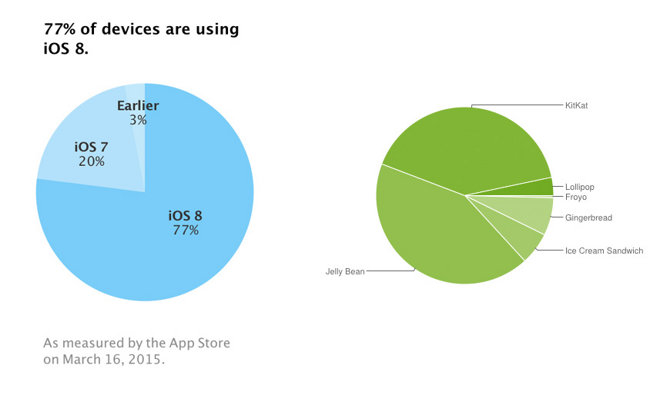 77% of devices are using
iOS 8.
Earlier
3%
iOS 7
20%
iOS 8
77%
As measured by the App Store
on March 16, 2015.
KitKat
Lollipop
Froyo
Gingerbread
Ice Cream Sandwich
Jelly Bean